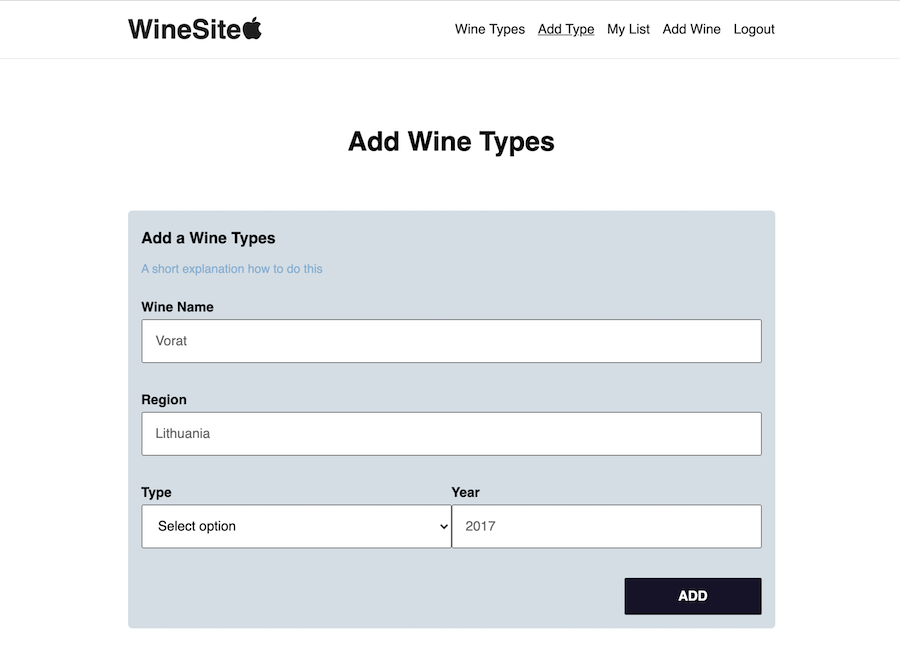 WineSite
Wine Types Add Type My List Add Wine Logout
Add Wine Types
Add a Wine Types
A short explanation how to do this
Wine Name
Vorat
Region
Lithuania
Type Year
Select option 2017
ADD